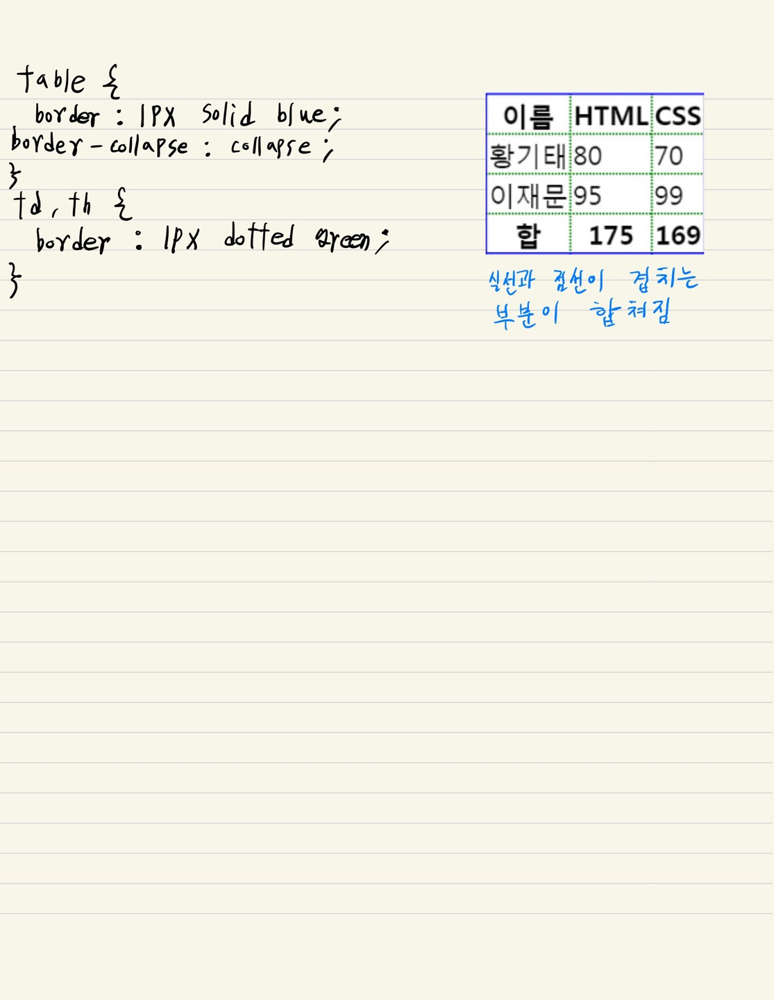 table {
border : 1px solid blue;
border-collapse : collapse ;
}
td, th {
border : 1px dotted green;
}
이름 HTML CSS
황기태 80 70
이재문 95 99
합 175 169
실선과 점선이 겹치는
부분이 합쳐짐